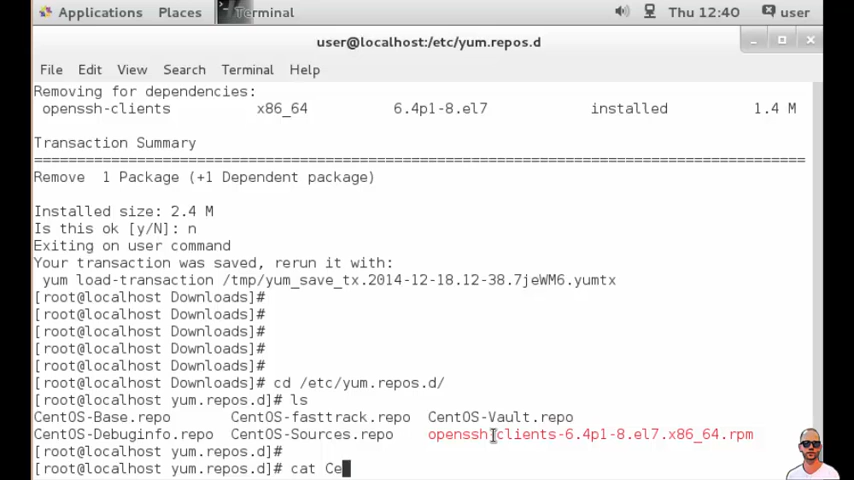 Applications Places Terminal Thu 12:40 user
user@localhost:/etc/yum.repos.d
File Edit View Search Terminal Help
Removing for dependencies:
openssh-clients x86_64 6.4p1-8.el7 installed 1.4 M
Transaction Summary
================================================================================
Remove 1 Package (+1 Dependent package)
Installed size: 2.4 M
Is this ok [y/N]: n
Exiting on user command
Your transaction was saved, rerun it with:
yum load-transaction /tmp/yum_save_tx.2014-12-18.12-38.7jeWM6.yumtx
[root@localhost Downloads]#
[root@localhost Downloads]#
[root@localhost Downloads]#
[root@localhost Downloads]#
[root@localhost Downloads]#
[root@localhost Downloads]# cd /etc/yum.repos.d/
[root@localhost yum.repos.d]# ls
CentOS-Base.repo CentOS-fasttrack.repo CentOS-Vault.repo
CentOS-Debuginfo.repo CentOS-Sources.repo openssh-clients-6.4p1-8.el7.x86_64.rpm
[root@localhost yum.repos.d]#
[root@localhost yum.repos.d]# cat Ce